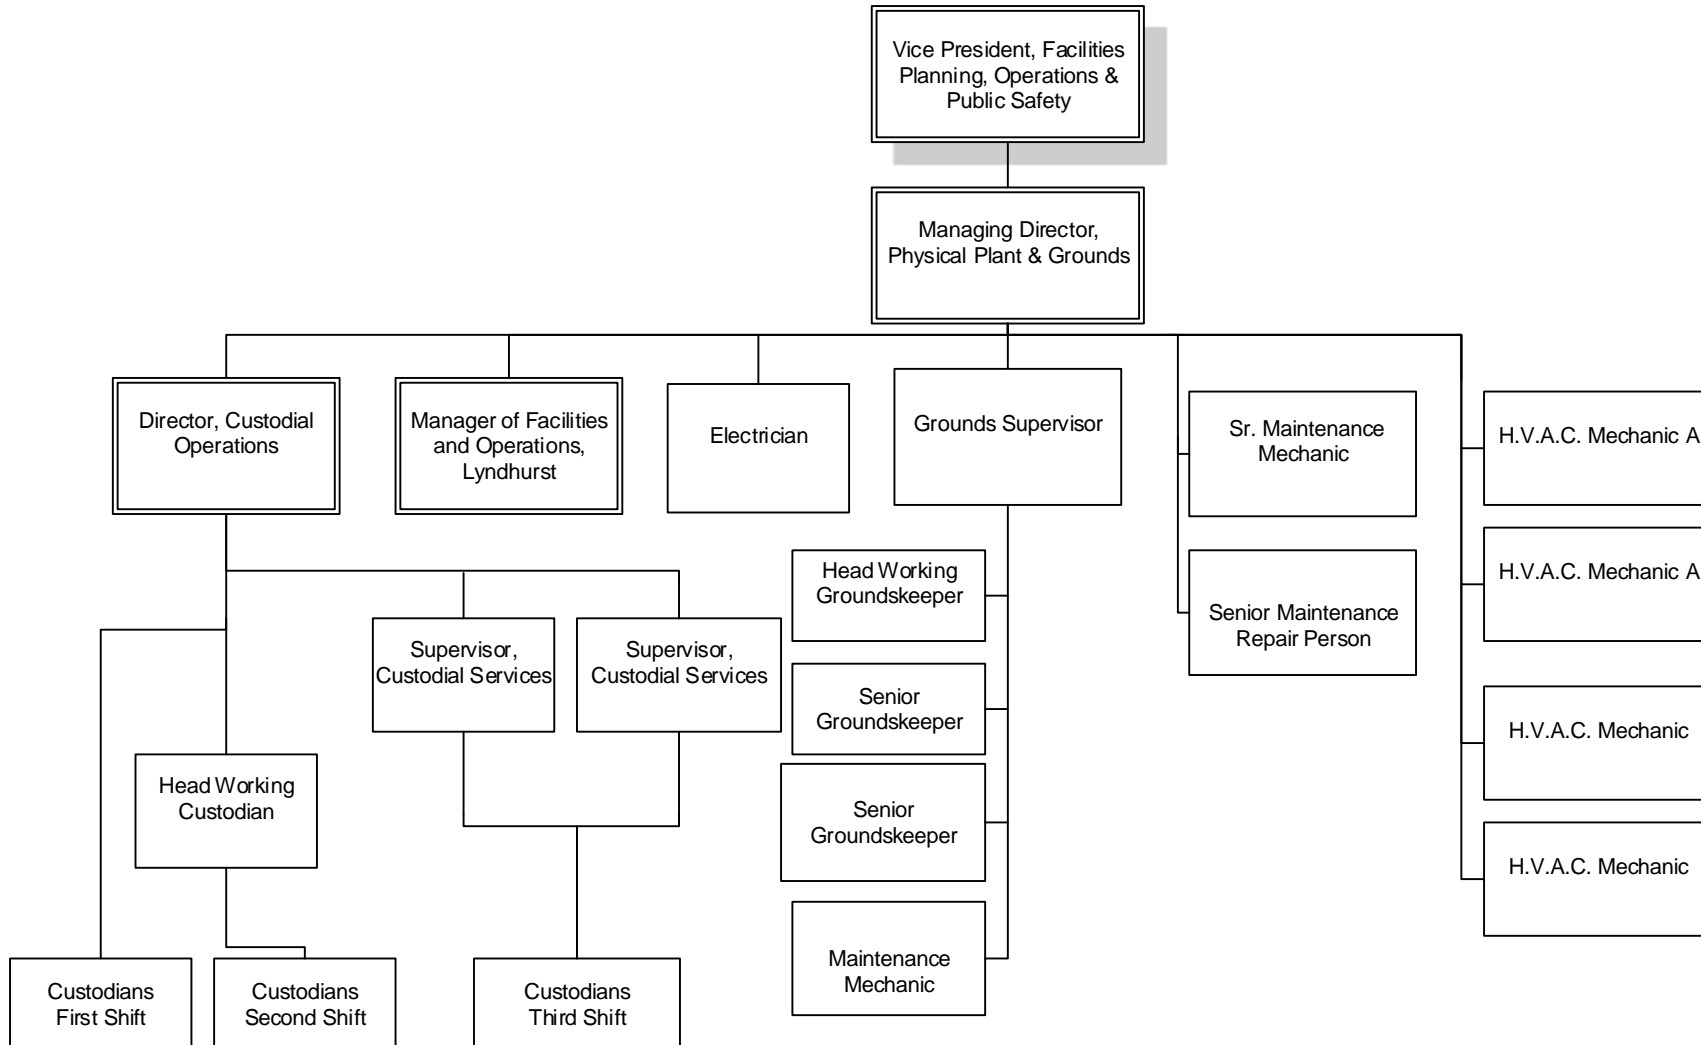 Vice President, Facilities
Planning, Operations &
Public Safety
Managing Director,
Physical Plant & Grounds
Director, Custodial
Operations
Manager of Facilities
and Operations,
Lyndhurst
Electrician
Grounds Supervisor
Sr. Maintenance
Mechanic
H.V.A.C. Mechanic A
H.V.A.C. Mechanic A
Head Working
Groundskeeper
Senior Maintenance
Repair Person
Supervisor,
Custodial Services
Supervisor,
Custodial Services
Senior
Groundskeeper
H.V.A.C. Mechanic
Head Working
Custodian
Senior
Groundskeeper
H.V.A.C. Mechanic
Maintenance
Mechanic
Custodians
First Shift
Custodians
Second Shift
Custodians
Third Shift